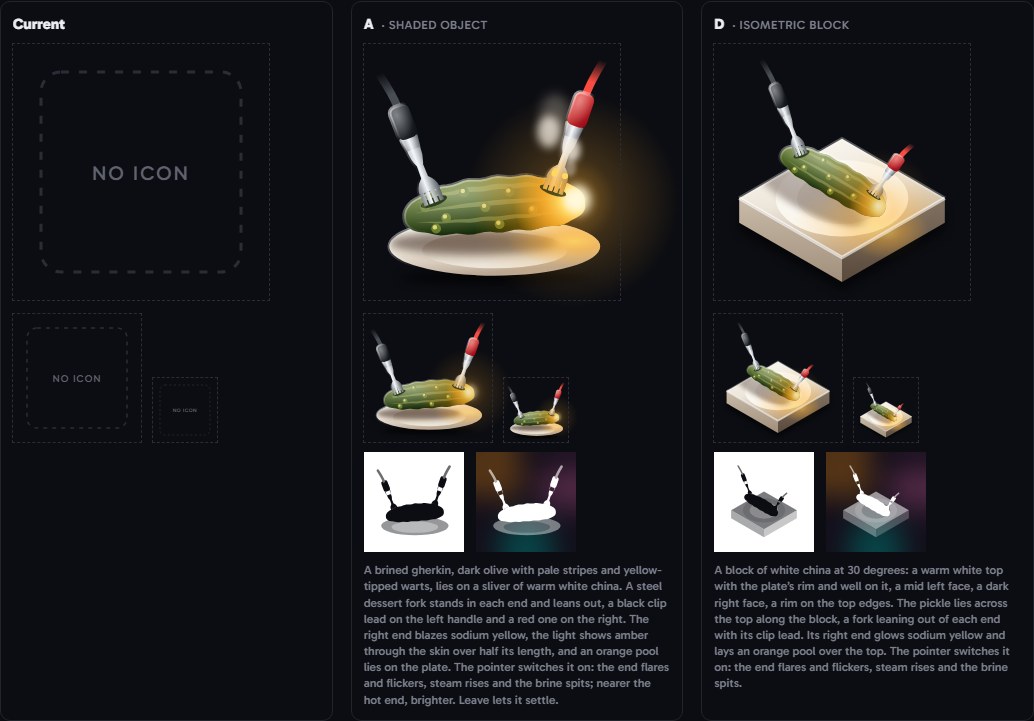 Current
NO ICON
NO ICON
NO ICON
A · SHADED OBJECT
A brined gherkin, dark olive with pale stripes and yellow-
tipped warts, lies on a sliver of warm white china. A steel
dessert fork stands in each end and leans out, a black clip
lead on the left handle and a red one on the right. The
right end blazes sodium yellow, the light shows amber
through the skin over half its length, and an orange pool
lies on the plate. The pointer switches it on: the end flares
and flickers, steam rises and the brine spits; nearer the
hot end, brighter. Leave lets it settle.
D · ISOMETRIC BLOCK
A block of white china at 30 degrees: a warm white top
with the plate's rim and well on it, a mid left face, a dark
right face, a rim on the top edges. The pickle lies across
the top along the block, a fork leaning out of each end
with its clip lead. Its right end glows sodium yellow and
lays an orange pool over the top. The pointer switches it
on: the end flares and flickers, steam rises and the brine
spits.